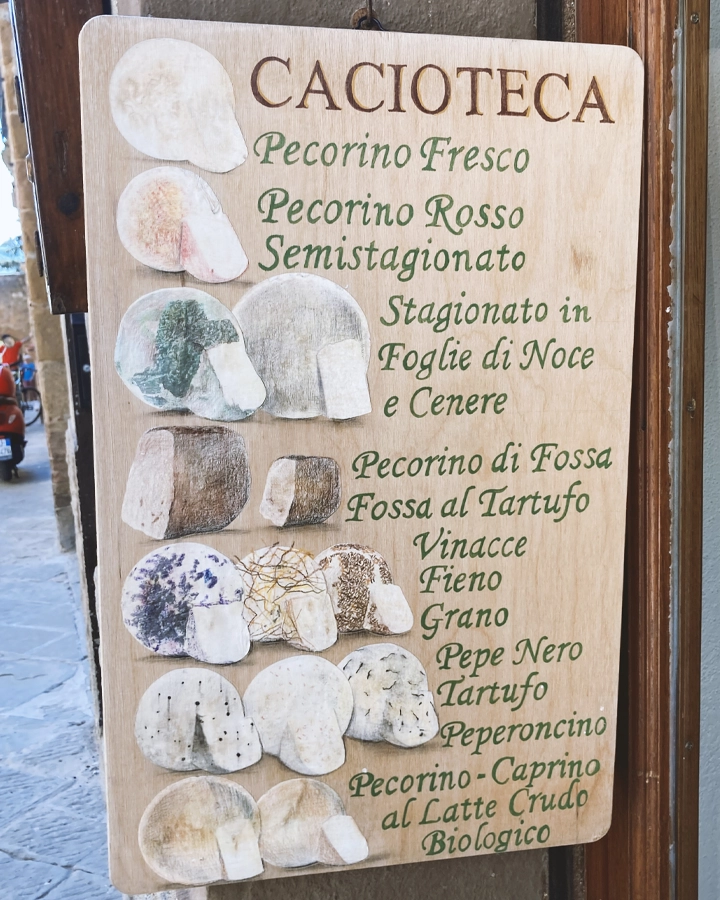 CACIOTECA
Pecorino Fresco
Pecorino Rosso
Semistagionato
Stagionato in
Foglie di Noce
e Cenere
Pecorino di Fossa
Fossa al Tartufo
Vinacce
Fieno
Grano
Pepe Nero
Tartufo
Peperoncino
Pecorino-Caprino
al Latte Crudo
Biologico